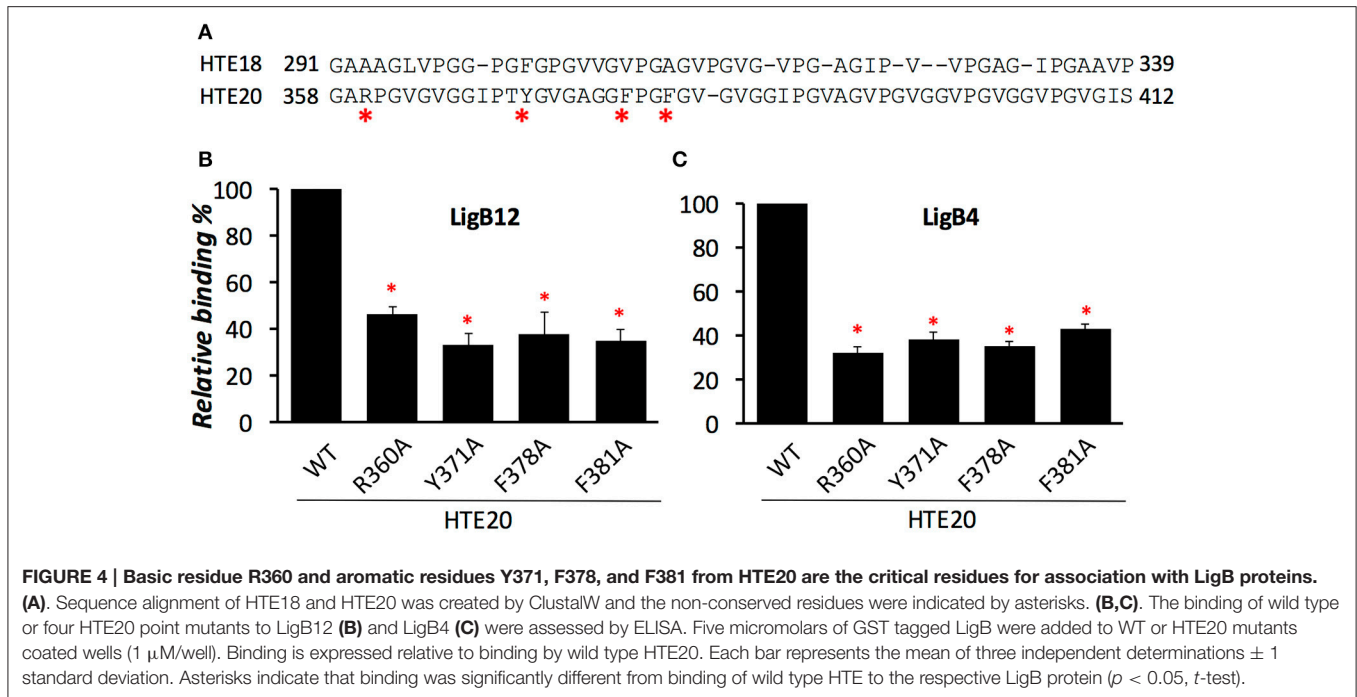 A
HTE18 291 GAAAGLVPGG-PGFGPGVVGVPGAGVPGVG-VPG-AGIP-V--VPGAG-IPGAAVP 339
HTE20 358 GARPGVGVGGIPTYGVGAGGFPGFGV-GVGGIPGVAGVPGVGGVPGVGGVPGVGIS 412
* * * *
B
C
Relative binding %
100
80
60
40
20
0
LigB12
* * * *
WT R360A Y371A F378A F381A
HTE20
100
80
60
40
20
0
LigB4
* * * *
WT R360A Y371A F378A F381A
HTE20
FIGURE 4 | Basic residue R360 and aromatic residues Y371, F378, and F381 from HTE20 are the critical residues for association with LigB proteins.
(A). Sequence alignment of HTE18 and HTE20 was created by ClustalW and the non-conserved residues were indicated by asterisks. (B,C). The binding of wild type
or four HTE20 point mutants to LigB12 (B) and LigB4 (C) were assessed by ELISA. Five micromolars of GST tagged LigB were added to WT or HTE20 mutants
coated wells (1 μM/well). Binding is expressed relative to binding by wild type HTE20. Each bar represents the mean of three independent determinations ± 1
standard deviation. Asterisks indicate that binding was significantly different from binding of wild type HTE to the respective LigB protein (p < 0.05, t-test).